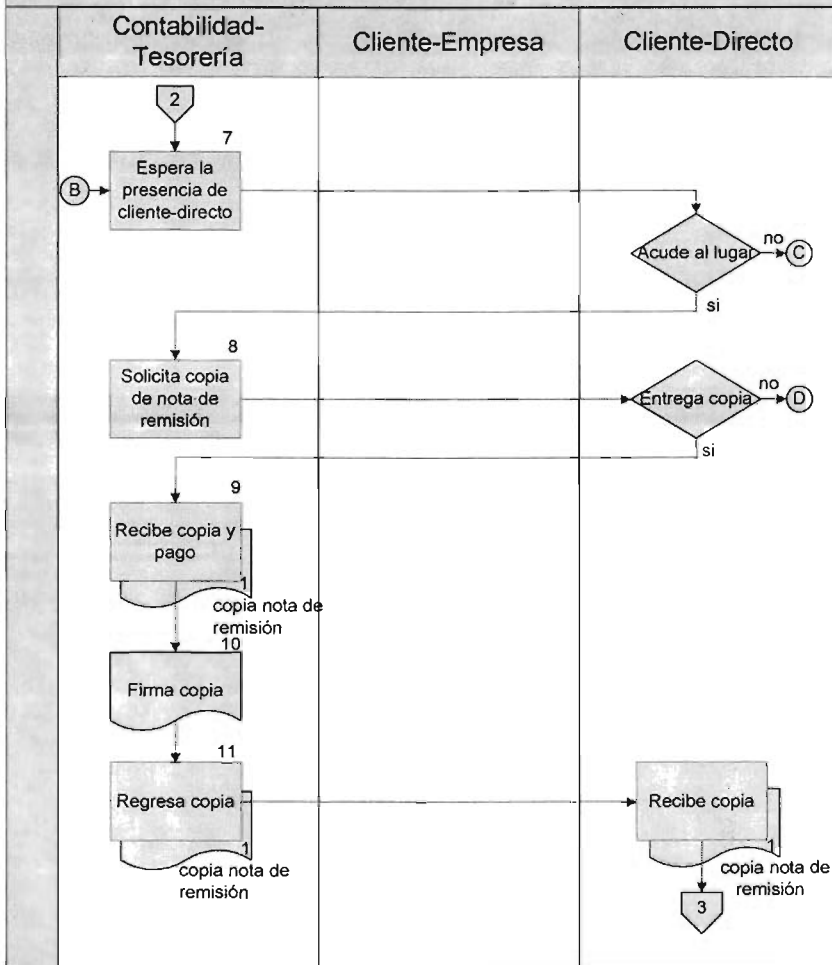 Contabilidad-
Tesorería
Cliente-Empresa
Cliente-Directo
2
7
B
Espera la
presencia de
cliente-directo
Acude al lugar
no
C
si
8
Solicita copia
de nota de
remisión
Entrega copia
no
D
si
9
Recibe copia y
pago
1
copia nota de
remisión
10
Firma copia
11
Regresa copia
1
copia nota de
remisión
Recibe copia
1
copia nota de
remisión
3